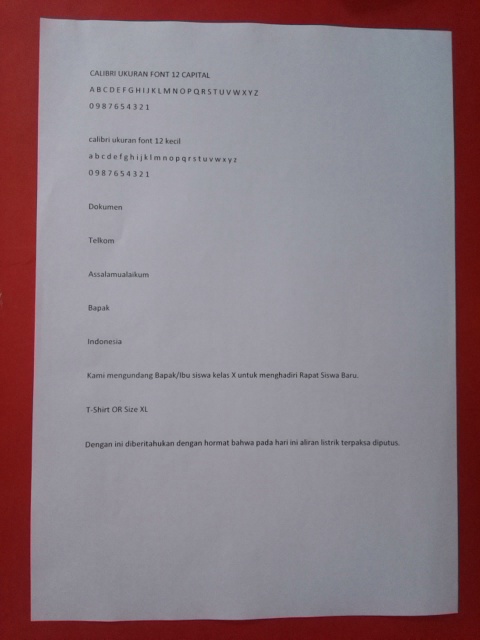 CALIBRI UKURAN FONT 12 CAPITAL
A B C D E F G H I J K L M N O P Q R S T U V W X Y Z
0 9 8 7 6 5 4 3 2 1
calibri ukuran font 12 kecil
a b c d e f g h i j k l m n o p q r s t u v w x y z
0 9 8 7 6 5 4 3 2 1
Dokumen
Telkom
Assalamualaikum
Bapak
Indonesia
Kami mengundang Bapak/Ibu siswa kelas X untuk menghadiri Rapat Siswa Baru.
T-Shirt OR Size XL
Dengan ini diberitahukan dengan hormat bahwa pada hari ini aliran listrik terpaksa diputus.